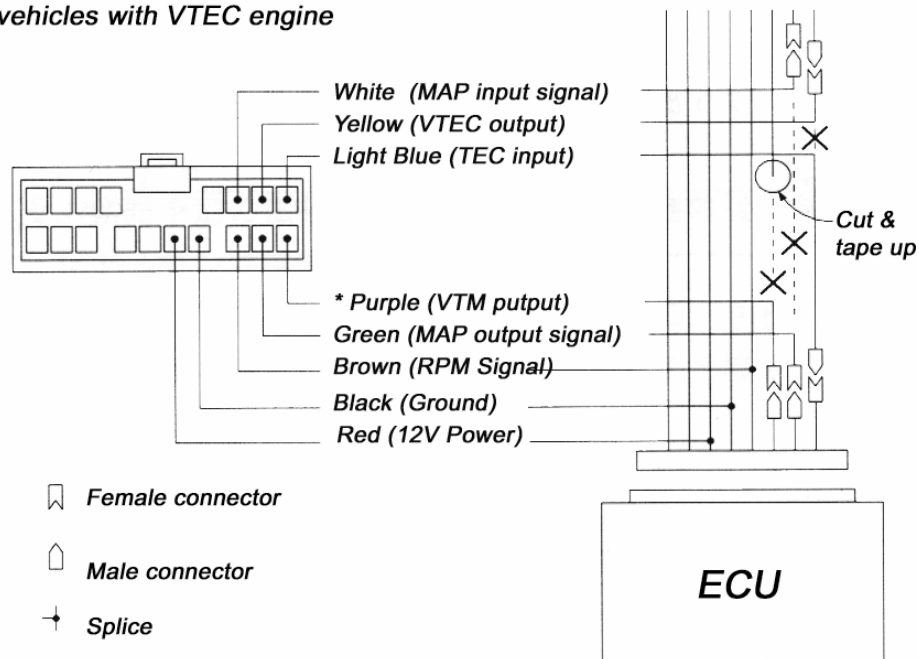 vehicles with VTEC engine
White (MAP input signal)
Yellow (VTEC output)
Light Blue (TEC input)
Cut &
tape up
* Purple (VTM putput)
Green (MAP output signal)
Brown (RPM Signal)
Black (Ground)
Red (12V Power)
Female connector
Male connector
Splice
ECU